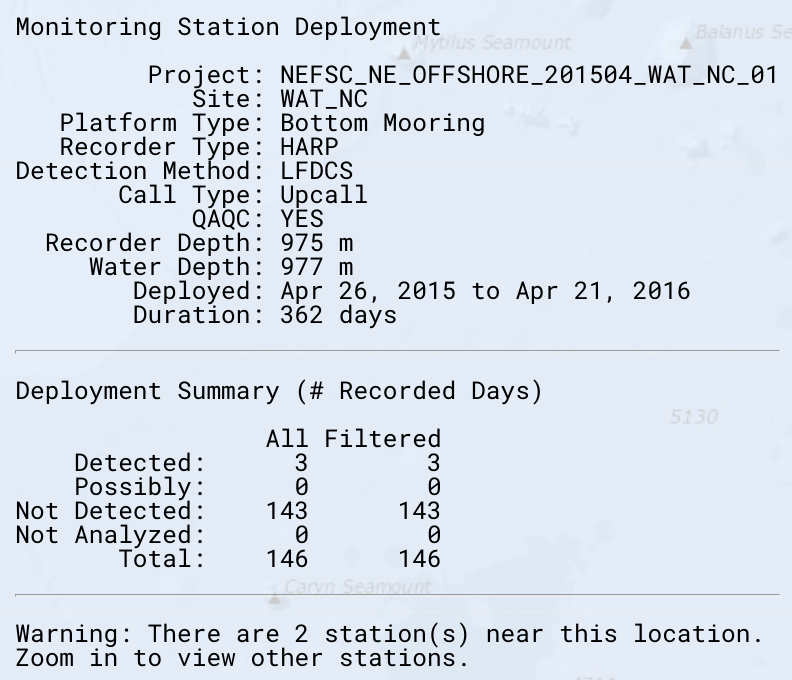 Monitoring Station Deployment
Mytilus Seamount
Balanus Se
Project: NEFSC_NE_OFFSHORE_201504_WAT_NC_01
Site: WAT_NC
Platform Type: Bottom Mooring
Recorder Type: HARP
Detection Method: LFDCS
Call Type: Upcall
QAQC: YES
Recorder Depth: 975 m
Water Depth: 977 m
Deployed: Apr 26, 2015 to Apr 21, 2016
Duration: 362 days
Deployment Summary (# Recorded Days)
5130
All Filtered
Detected: 3 3
Possibly: 0 0
Not Detected: 143 143
Not Analyzed: 0 0
Total: 146 146
Caryn Seamount
Warning: There are 2 station(s) near this location.
Zoom in to view other stations.